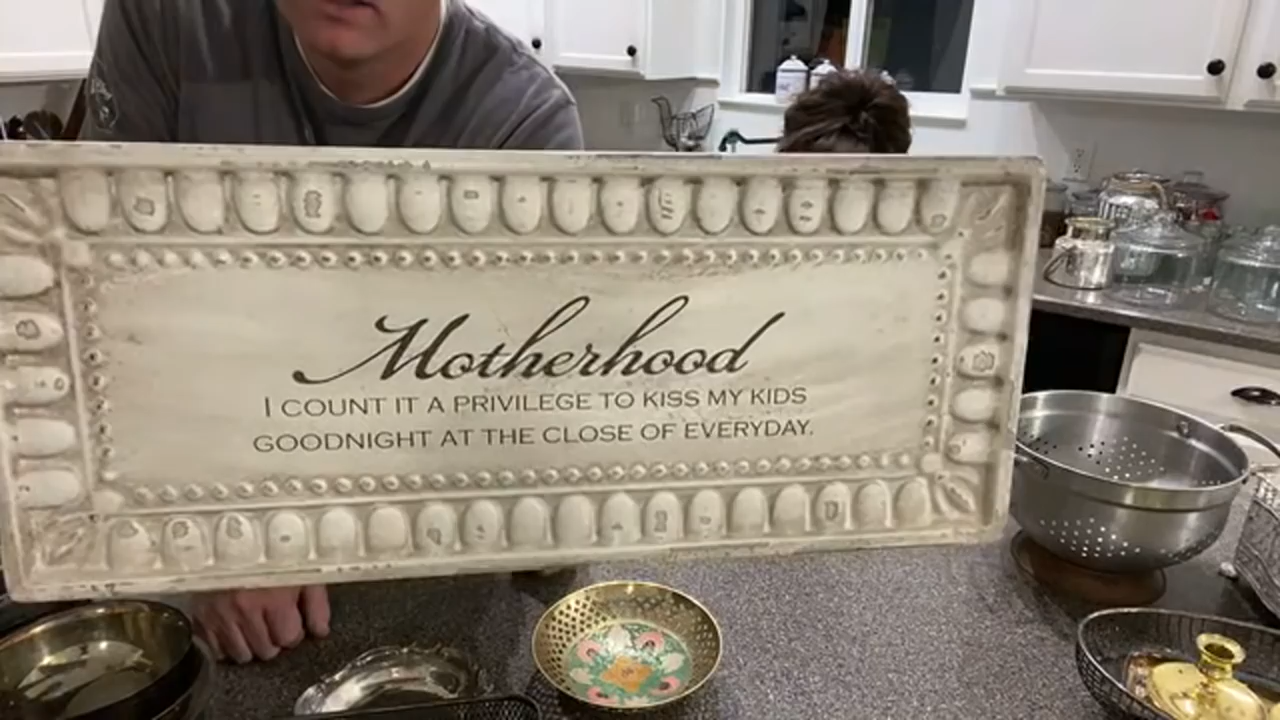 Motherhood
I COUNT IT A PRIVILEGE TO KISS MY KIDS
GOODNIGHT AT THE CLOSE OF EVERYDAY.